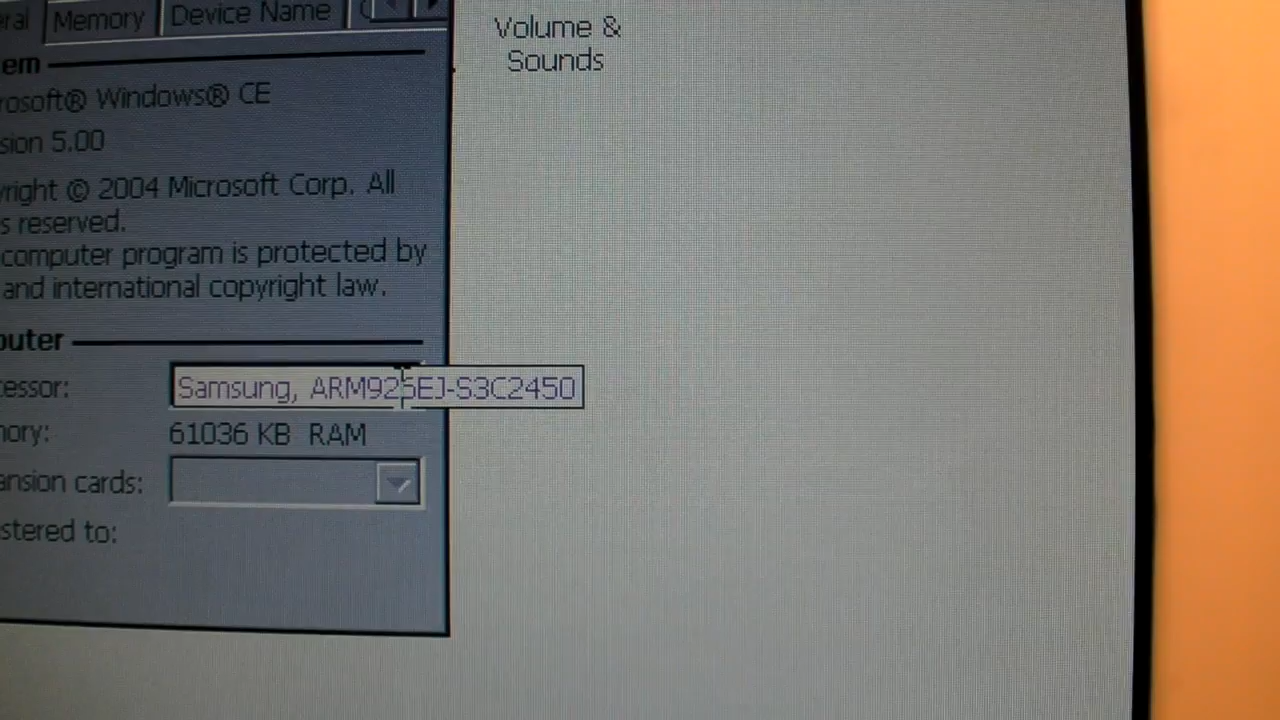 eral Memory Device Name
Volume &
Sounds
em
rosoft® Windows® CE
sion 5.00
yright © 2004 Microsoft Corp. All
s reserved.
computer program is protected by
and international copyright law.
outer
essor: Samsung, ARM926EJ-S3C2450
nory: 61036 KB RAM
ansion cards:
stered to: